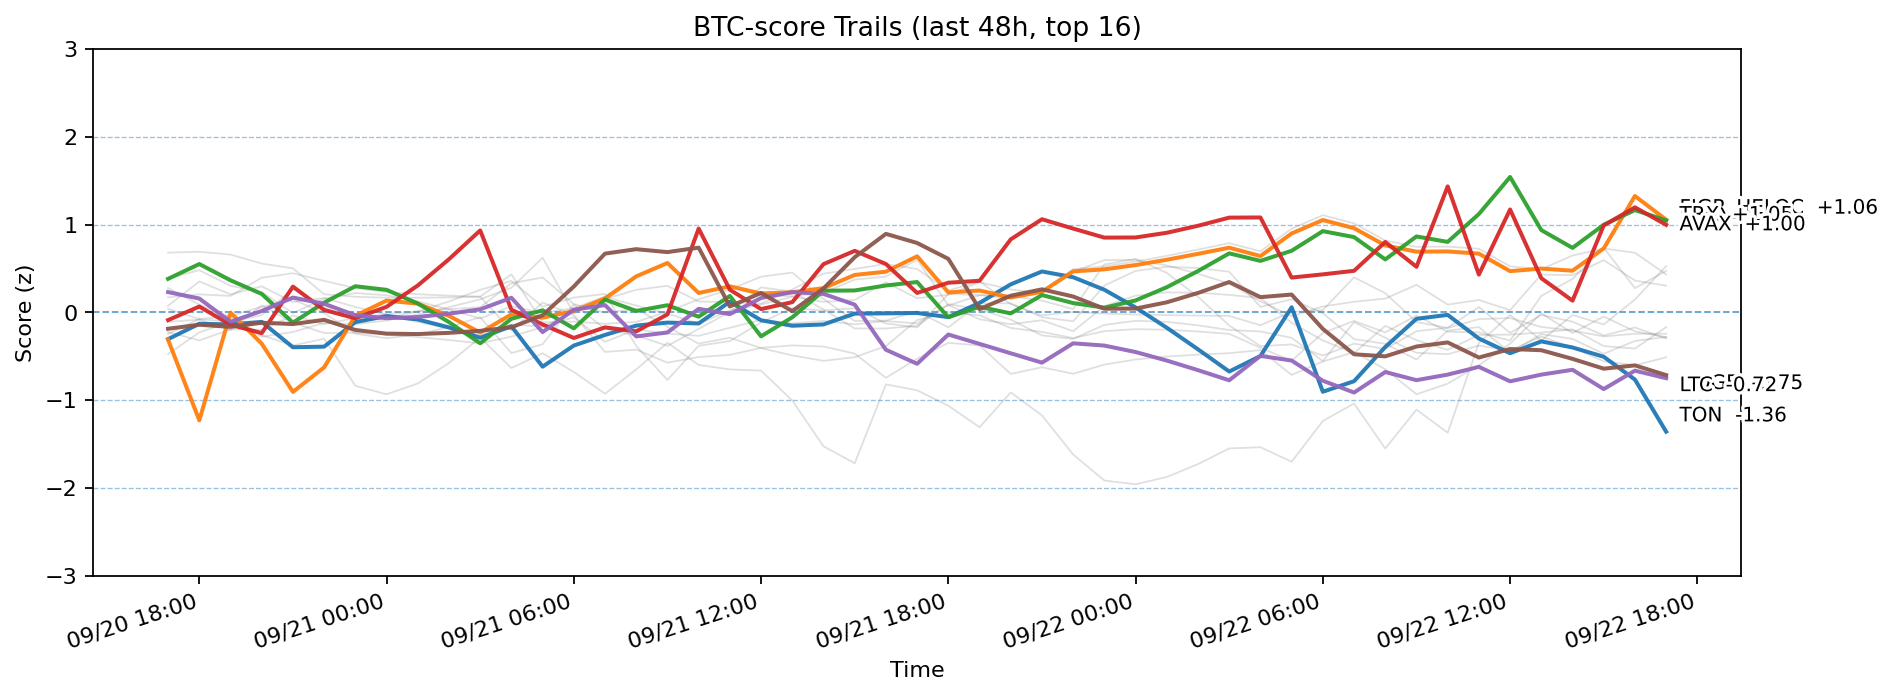 BTC-score Trails (last 48h, top 16)
Score (z)
3
2
1
0
−1
−2
−3
+1.06
AVAX +1.00
LTC
TON -1.36
09/20 18:00
09/21 00:00
09/21 06:00
09/21 12:00
09/21 18:00
09/22 00:00
09/22 06:00
09/22 12:00
09/22 18:00
Time